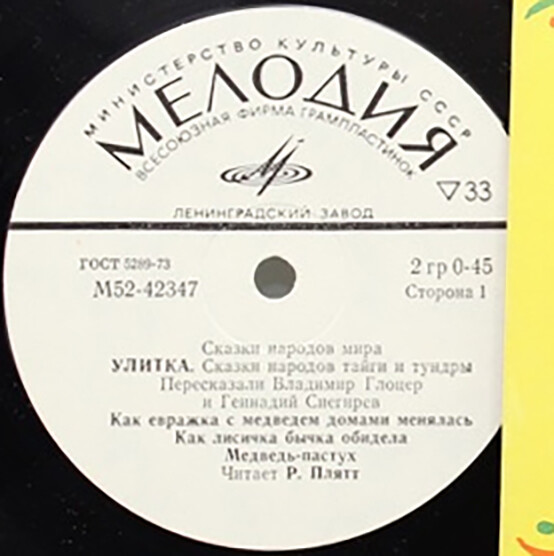 МИНИСТЕРСТВО КУЛЬТУРЫ СССР
МЕЛОДИЯ
ВСЕСОЮЗНАЯ ФИРМА ГРАМПЛАСТИНОК
▽33
ЛЕНИНГРАДСКИЙ ЗАВОД
ГОСТ 5289-73
2 гр 0-45
М52-42347
Сторона 1
Сказки народов мира
УЛИТКА. Сказки народов тайги и тундры
Пересказали Владимир Глоцер
и Геннадий Снегирев
Как евражка с медведем домами менялась
Как лисичка бычка обидела
Медведь-пастух
Читает Р. Плятт